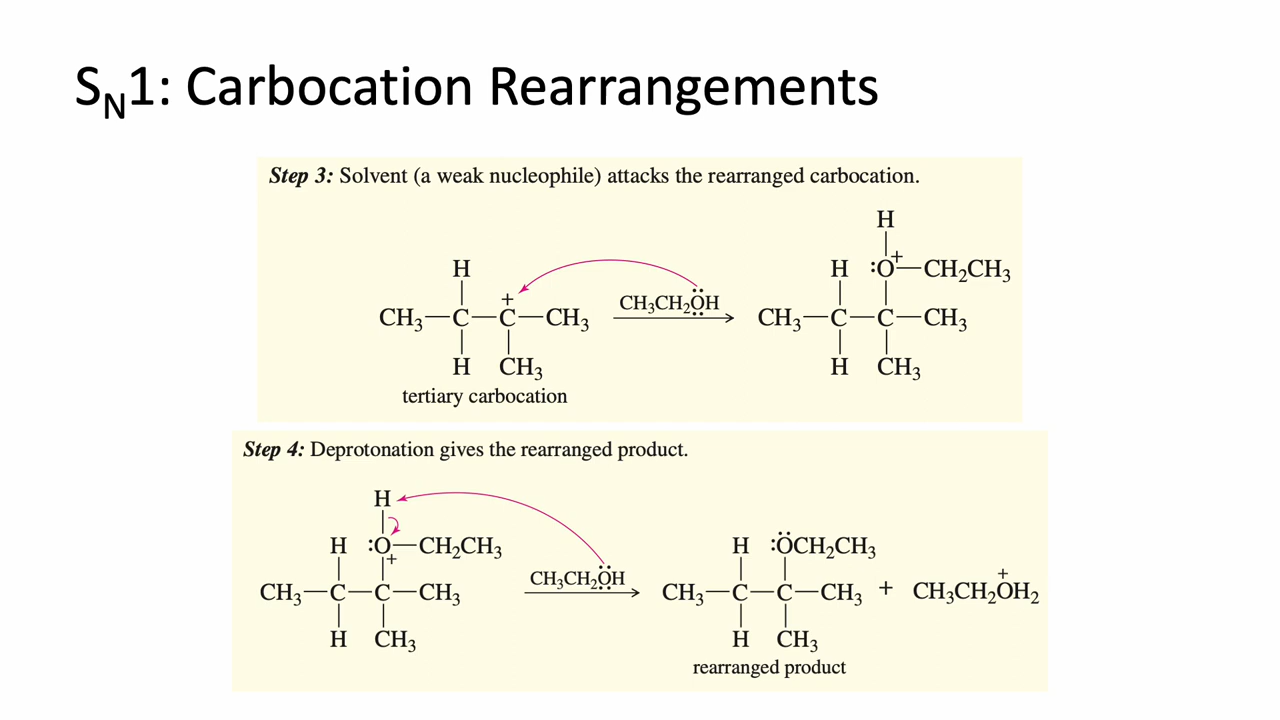 S_N1: Carbocation Rearrangements
Step 3: Solvent (a weak nucleophile) attacks the rearranged carbocation.
H
H :O⁺—CH₂CH₃
H
+ CH₃CH₂ÖH
CH₃—C—C—CH₃ CH₃—C—C—CH₃
H CH₃ H CH₃
tertiary carbocation
Step 4: Deprotonation gives the rearranged product.
H
H :O—CH₂CH₃ H :ÖCH₂CH₃
+ CH₃CH₂ÖH +
CH₃—C—C—CH₃ CH₃—C—C—CH₃ + CH₃CH₂OH₂
H CH₃ H CH₃
rearranged product